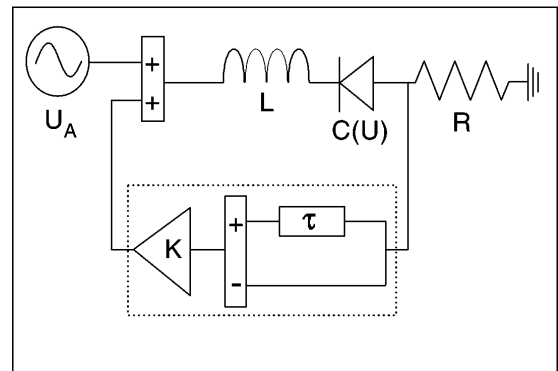 +
+
U_A
L
C(U)
R
K
+
τ
-